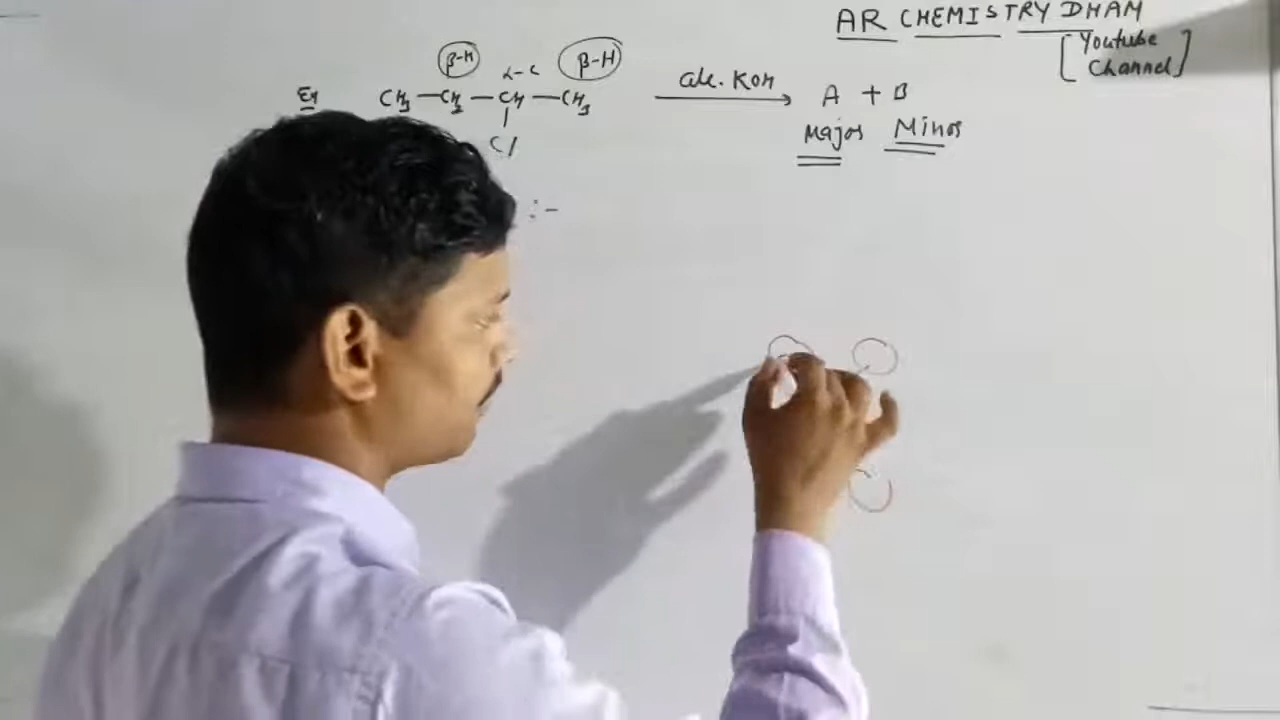 AR CHEMISTRY DHAM
[Youtube
Channel]
β-H α-C β-H
Ex CH3 — CH2 — CH — CH3 alc. KOH → A + B
Cl Major Minor
:-